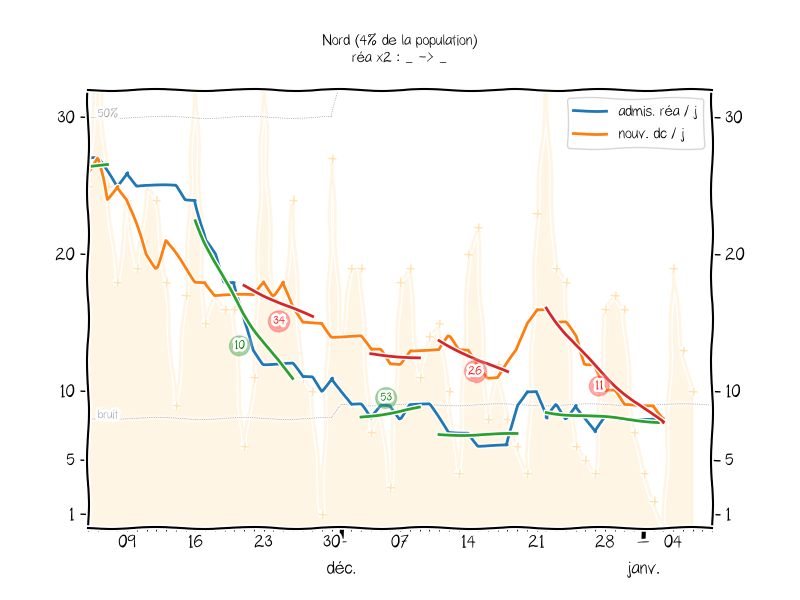 Nord (4% de la population)
réa x2 : _ -> _
50%
admis. réa / j
nouv. dc / j
30
30
20
20
34
10
53
26
11
10
10
bruit
5
5
1
1
09 16 23 30 07 14 21 28 04
déc. janv.